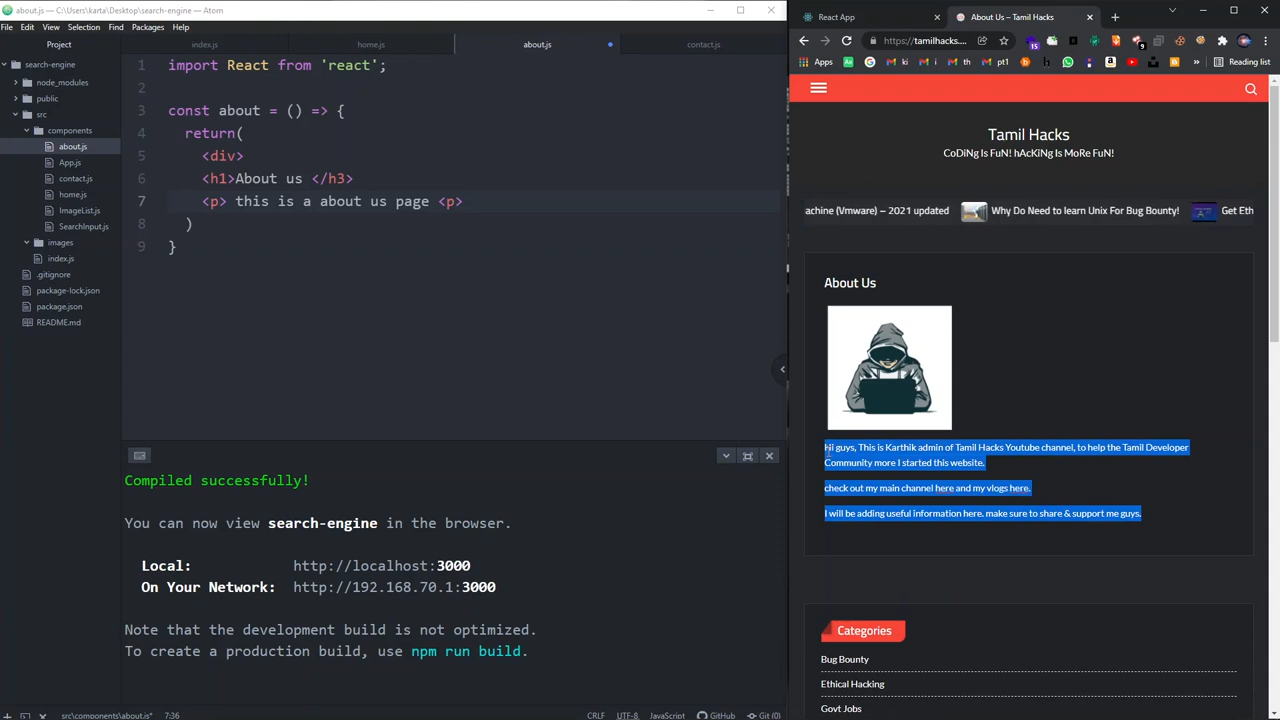 about.js — C:\Users\karta\Desktop\search-engine — Atom
File Edit View Selection Find Packages Help
Project
search-engine
node_modules
public
src
components
about.js
App.js
contact.js
home.js
ImageList.js
SearchInput.js
images
index.js
.gitignore
package-lock.json
package.json
README.md
index.js home.js about.js contact.js
1 import React from 'react';
2
3 const about = () => {
4 return(
5 <div>
6 <h1>About us </h3>
7 <p> this is a about us page <p>
8 )
9 }
Compiled successfully!
You can now view search-engine in the browser.
Local: http://localhost:3000
On Your Network: http://192.168.70.1:3000
Note that the development build is not optimized.
To create a production build, use npm run build.
src\components\about.js* 7:36 CRLF UTF-8 JavaScript GitHub Git (0)
React App About Us – Tamil Hacks
https://tamilhacks....
15
9
Apps ki i th pt1 » Reading list
Tamil Hacks
CoDiNg Is FuN! hAcKiNg Is MoRe FuN!
achine (Vmware) – 2021 updated Why Do Need to learn Unix For Bug Bounty! Get Eth
About Us
hi guys, This is Karthik admin of Tamil Hacks Youtube channel, to help the Tamil Developer
Community more I started this website.
check out my main channel here and my vlogs here.
I will be adding useful information here. make sure to share & support me guys.
Categories
Bug Bounty
Ethical Hacking
Govt Jobs